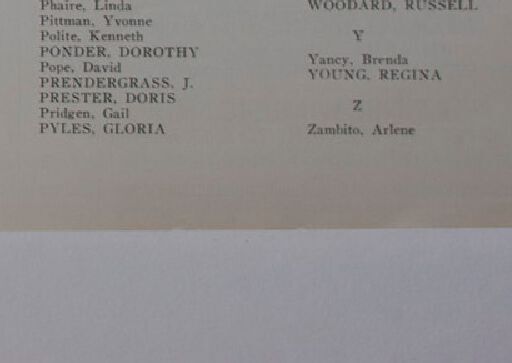 Phaire, Linda
Pittman, Yvonne
Polite, Kenneth
PONDER, DOROTHY
Pope, David
PRENDERGRASS, J.
PRESTER, DORIS
Pridgen, Gail
PYLES, GLORIA
WOODARD, RUSSELL
Y
Yancy, Brenda
YOUNG, REGINA
Z
Zambito, Arlene